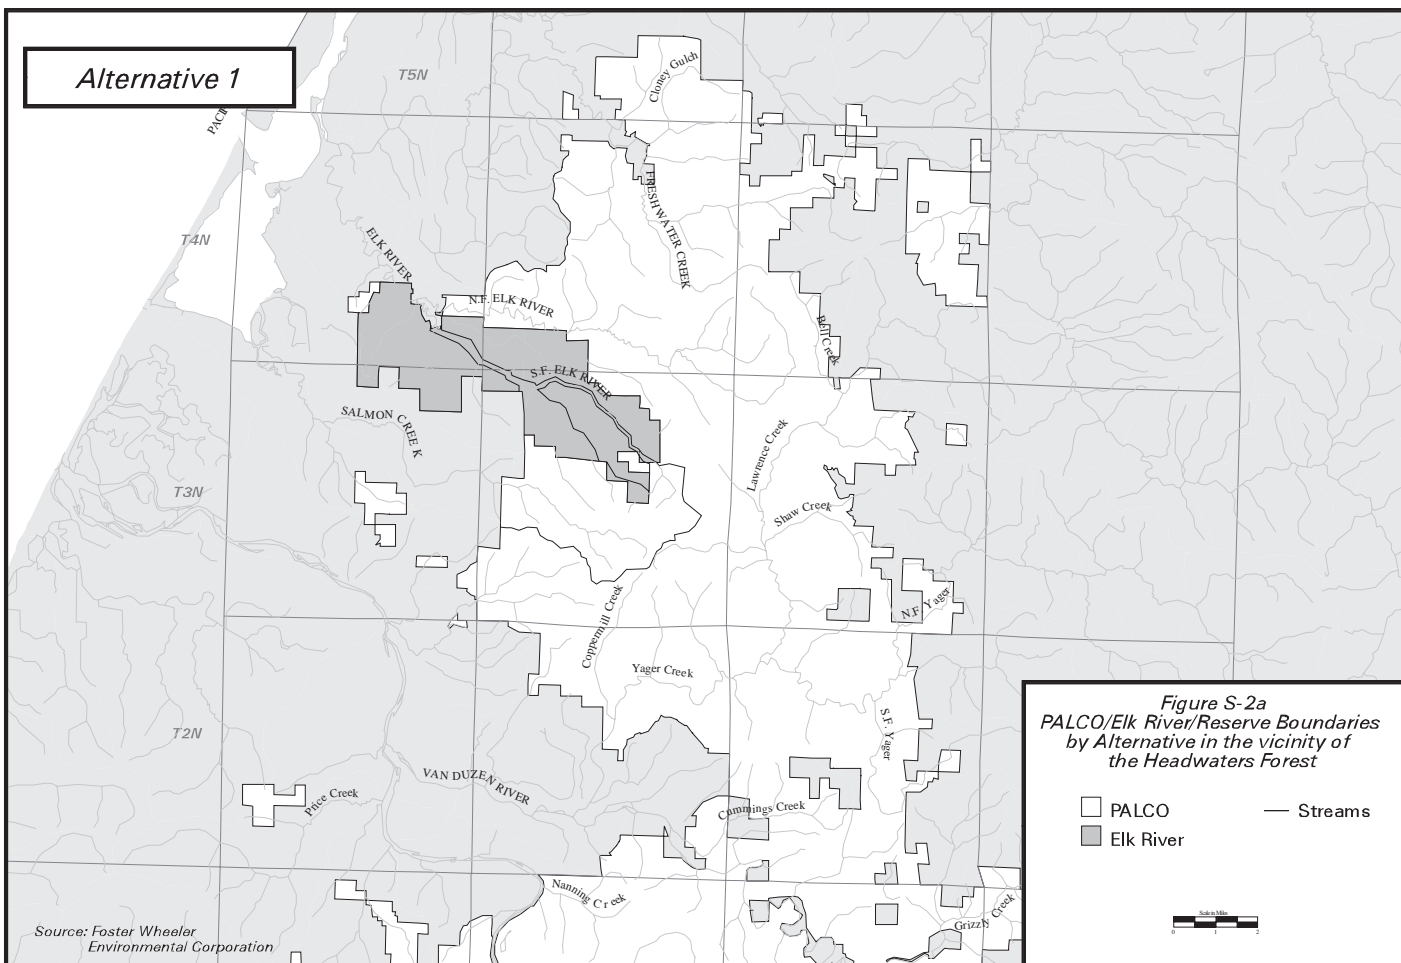 Alternative 1
T5N
Cloney Gulch
FRESHWATER CREEK
T4N
ELK RIVER
N.F. ELK RIVER
Bell Creek
S.F. ELK RIVER
SALMON CREEK
Lawrence Creek
T3N
Shaw Creek
N.F. Yager
Coppermill Creek
Yager Creek
S.F. Yager
T2N
VAN DUZEN RIVER
Price Creek
Cummings Creek
Nanning Creek
Grizzly Creek
Figure S-2a
PALCO/Elk River/Reserve Boundaries
by Alternative in the vicinity of
the Headwaters Forest
PALCO
Streams
Elk River
Scale in Miles
0 1 2
Source: Foster Wheeler
Environmental Corporation